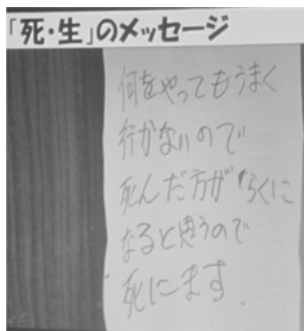 「死・生」のメッセージ
何をやってもうまく
行かないので
死んだ方がらくに
なると思うので
死にます.